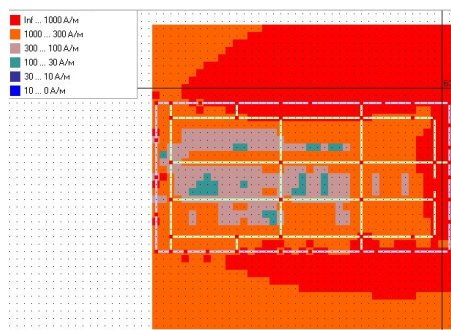 Inf ... 1000 А/м
1000 ... 300 А/м
300 ... 100 А/м
100 ... 30 А/м
30 ... 10 А/м
10 ... 0 А/м